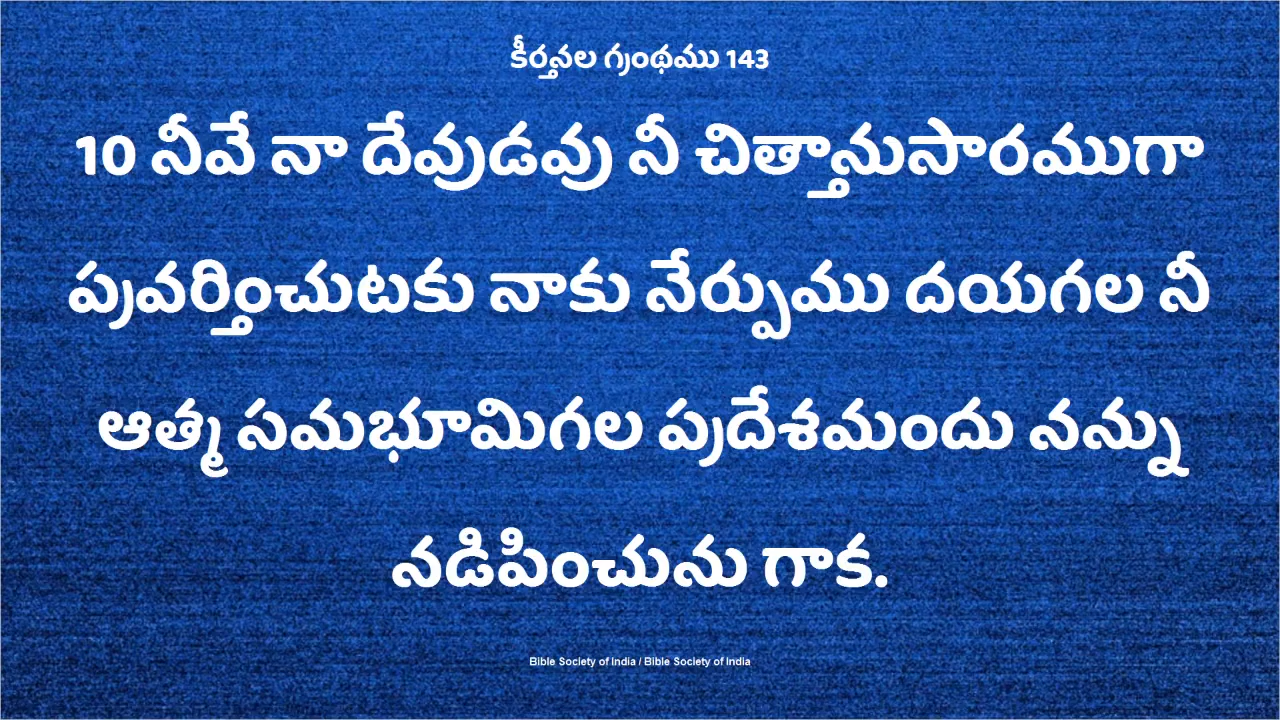 కీర్తనల గ్రంథము 143
10 నీవే నా దేవుడవు నీ చిత్తానుసారముగా
ప్రవర్తించుటకు నాకు నేర్పుము దయగల నీ
ఆత్మ సమభూమిగల ప్రదేశమందు నన్ను
నడిపించును గాక.
Bible Society of India / Bible Society of India